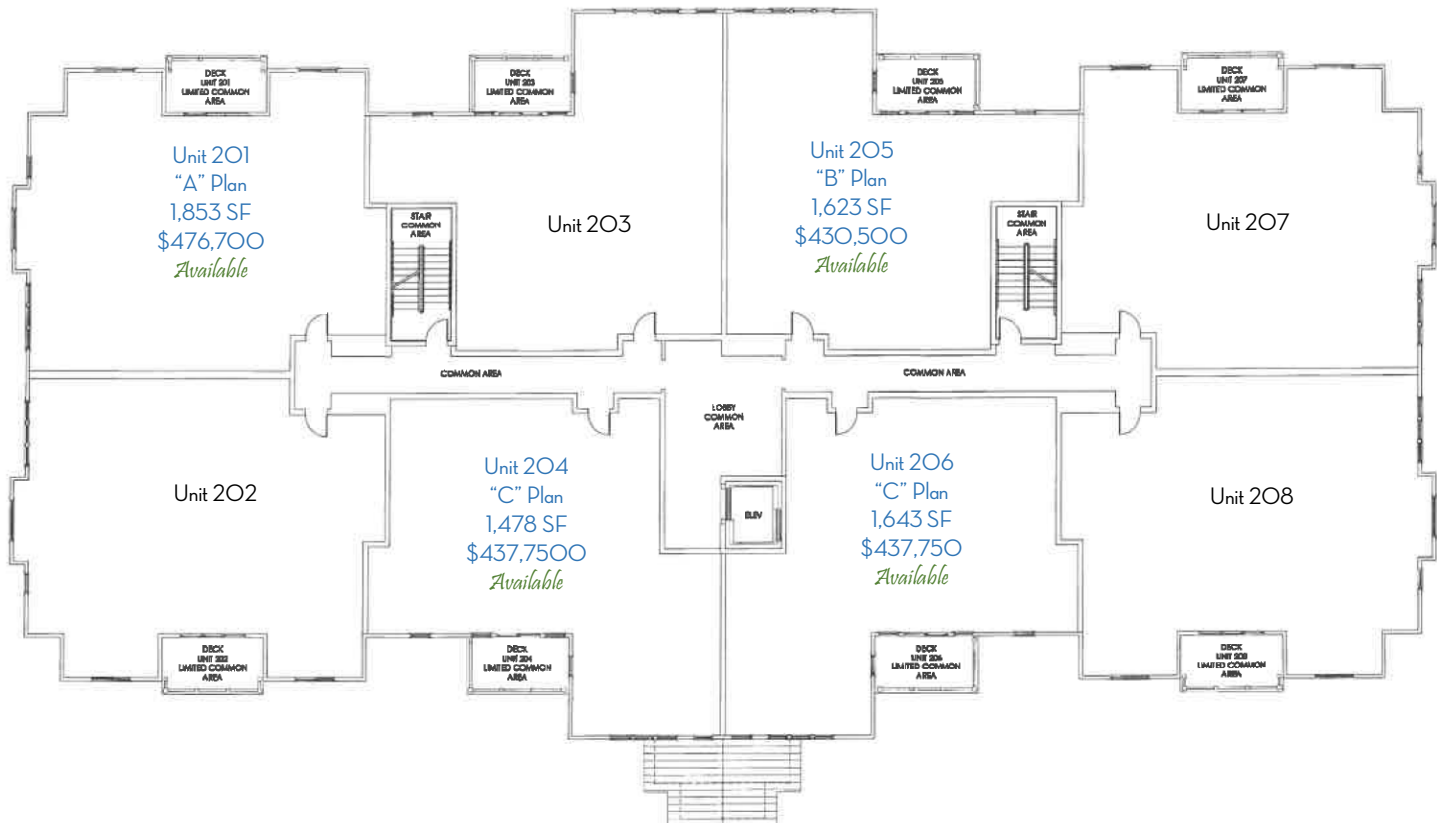 DECK
UNIT 201
LIMITED COMMON
AREA
DECK
UNIT 203
LIMITED COMMON
AREA
DECK
UNIT 205
LIMITED COMMON
AREA
DECK
UNIT 207
LIMITED COMMON
AREA
Unit 201
“A” Plan
1,853 SF
$476,700
Available
STAIR
COMMON
AREA
Unit 203
Unit 205
“B” Plan
1,623 SF
$430,500
Available
STAIR
COMMON
AREA
Unit 207
COMMON AREA
COMMON AREA
LOBBY
COMMON
AREA
Unit 202
Unit 204
“C” Plan
1,478 SF
$437,7500
Available
ELEV
Unit 206
“C” Plan
1,643 SF
$437,750
Available
Unit 208
DECK
UNIT 202
LIMITED COMMON
AREA
DECK
UNIT 204
LIMITED COMMON
AREA
DECK
UNIT 206
LIMITED COMMON
AREA
DECK
UNIT 208
LIMITED COMMON
AREA